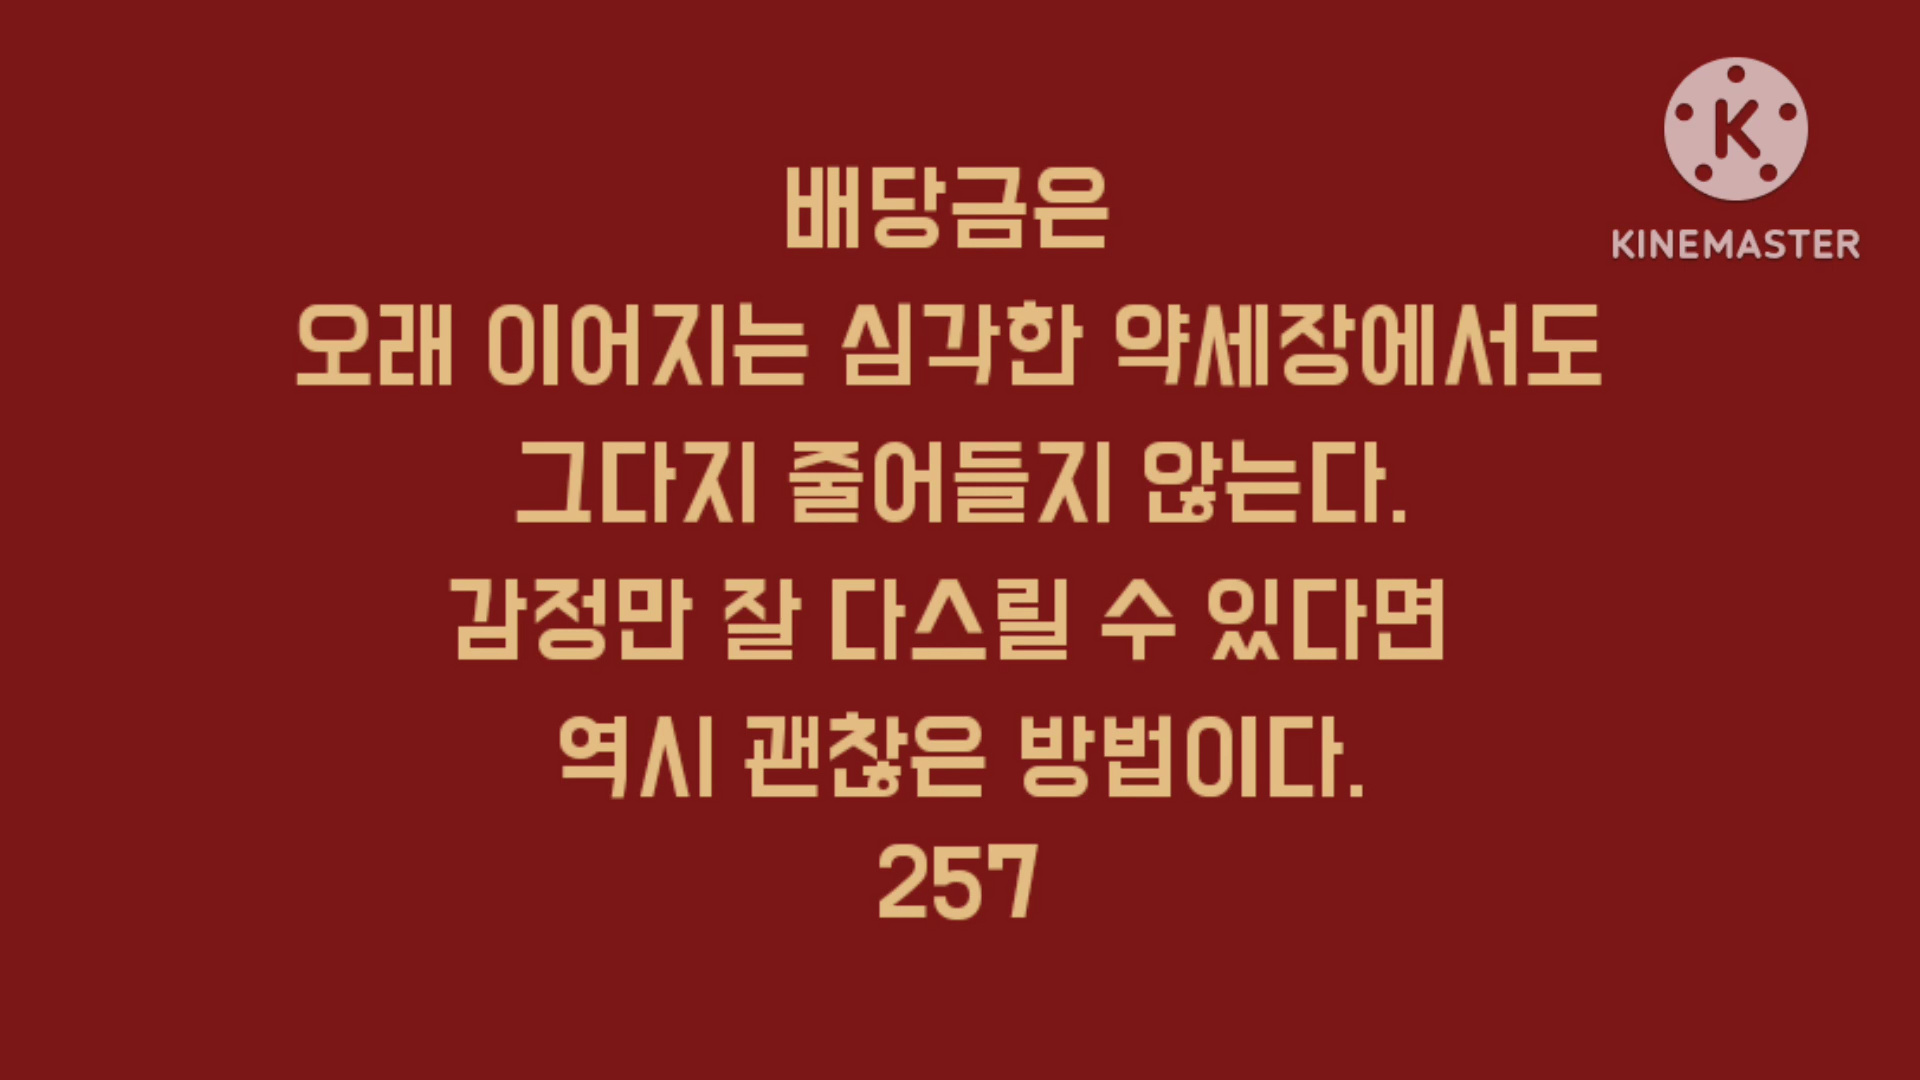 배당금은
오래 이어지는 심각한 약세장에서도
그다지 줄어들지 않는다.
감정만 잘 다스릴 수 있다면
역시 괜찮은 방법이다.
257
K
KINEMASTER